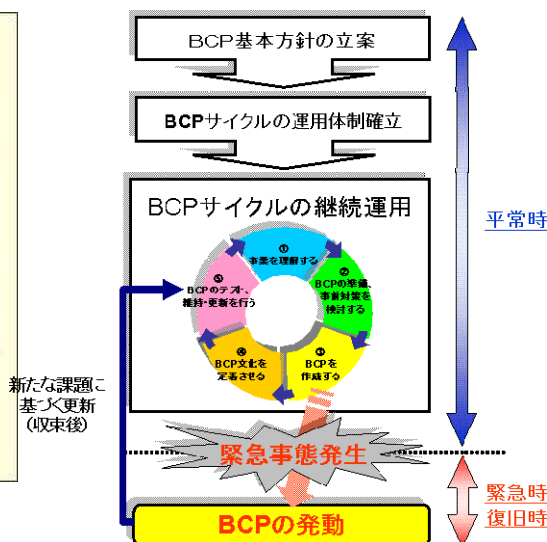 BCP基本方針の立案
BCPサイクルの運用体制確立
BCPサイクルの継続運用
①
事業を理解する
②
BCPの準備、
事前対策を
検討する
③
BCPを
作成する
④
BCP文化を
定着させる
⑤
BCPのテスト、
維持・更新を行う
平常時
新たな課題に
基づく更新
(収束後)
緊急事態発生
BCPの発動
緊急時
復旧時